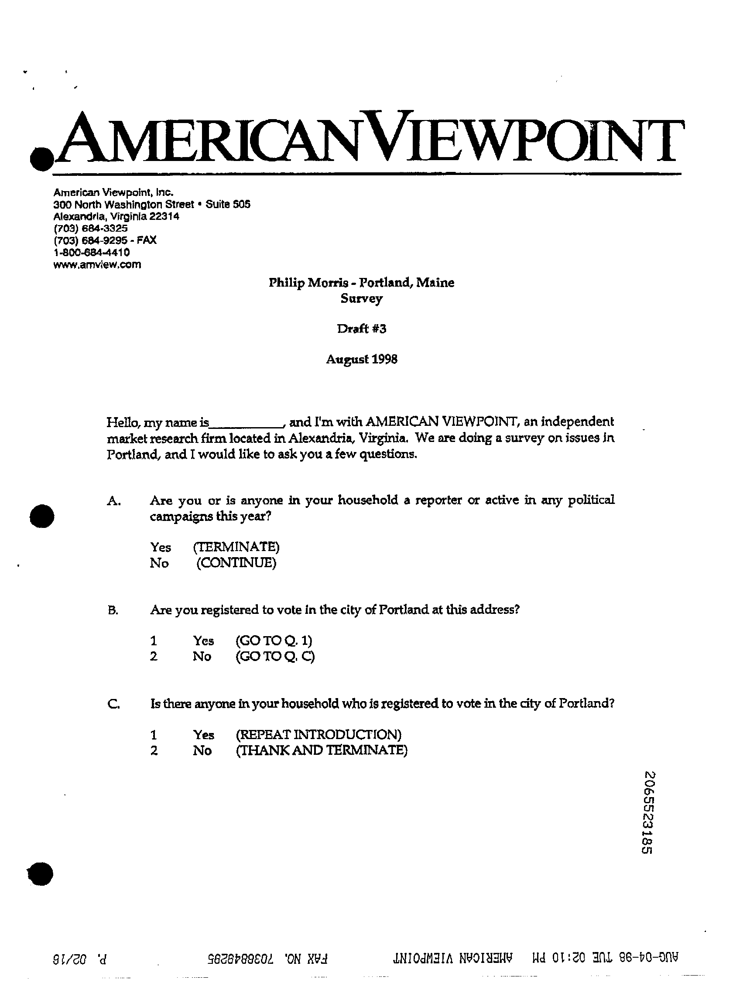 AMERICAN VIEWPOINT
American Viewpoint, Inc.
300 North Washington Street • Suite 505
Alexandria, Virginia 22314
(703) 684-3325
(703) 684-9295 - FAX
1-800-684-4410
www.amview.com
Philip Morris - Portland, Maine
Survey
Draft #3
August 1998
Hello, my name is__________, and I'm with AMERICAN VIEWPOINT, an independent
market research firm located in Alexandria, Virginia. We are doing a survey on issues in
Portland, and I would like to ask you a few questions.
A. Are you or is anyone in your household a reporter or active in any political
campaigns this year?
Yes (TERMINATE)
No (CONTINUE)
B. Are you registered to vote in the city of Portland at this address?
1 Yes (GO TO Q. 1)
2 No (GO TO Q. C)
C. Is there anyone in your household who is registered to vote in the city of Portland?
1 Yes (REPEAT INTRODUCTION)
2 No (THANK AND TERMINATE)
2065523185
AUG-04-98 TUE 02:10 PM AMERICAN VIEWPOINT FAX NO. 7036849295 P. 02/18